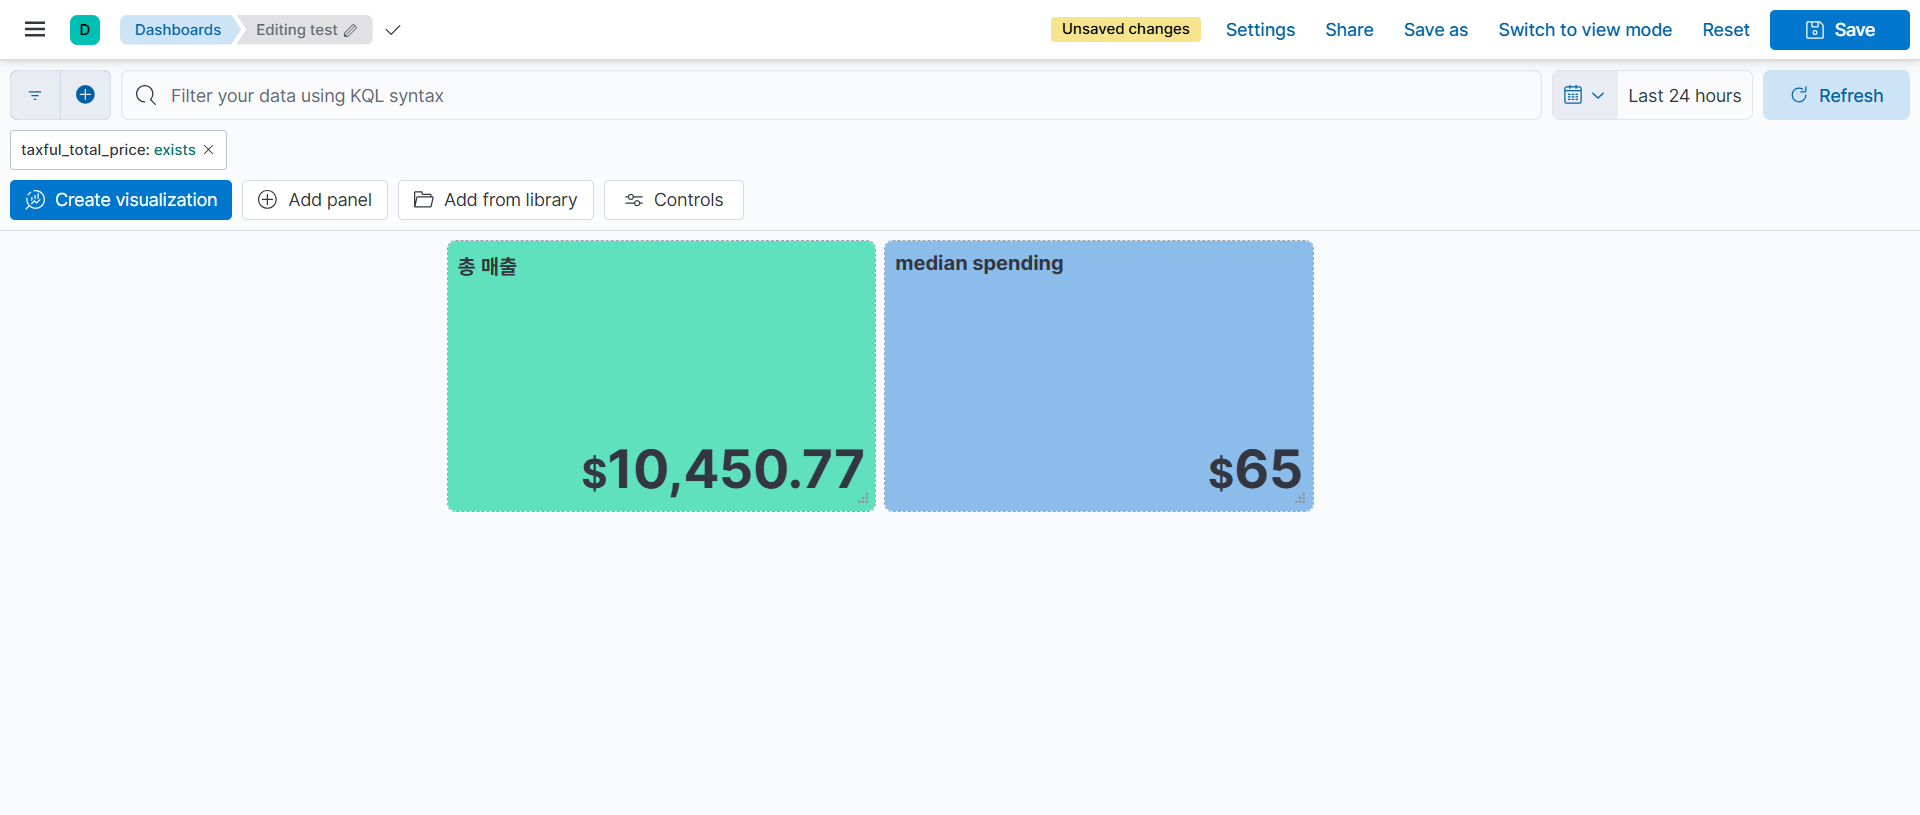 D
Dashboards
Editing test
Unsaved changes
Settings
Share
Save as
Switch to view mode
Reset
Save
Filter your data using KQL syntax
Last 24 hours
Refresh
taxful_total_price: exists
Create visualization
Add panel
Add from library
Controls
총 매출
$10,450.77
median spending
$65